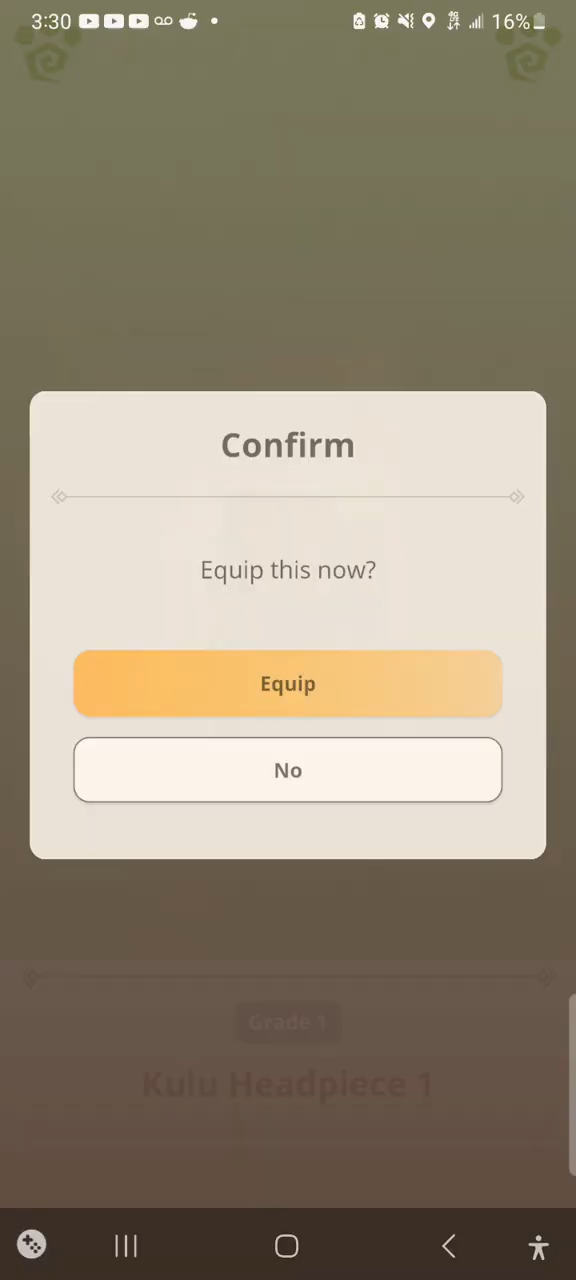 3:30
16%
Confirm
Equip this now?
Equip
No
Grade 1
Kulu Headpiece 1